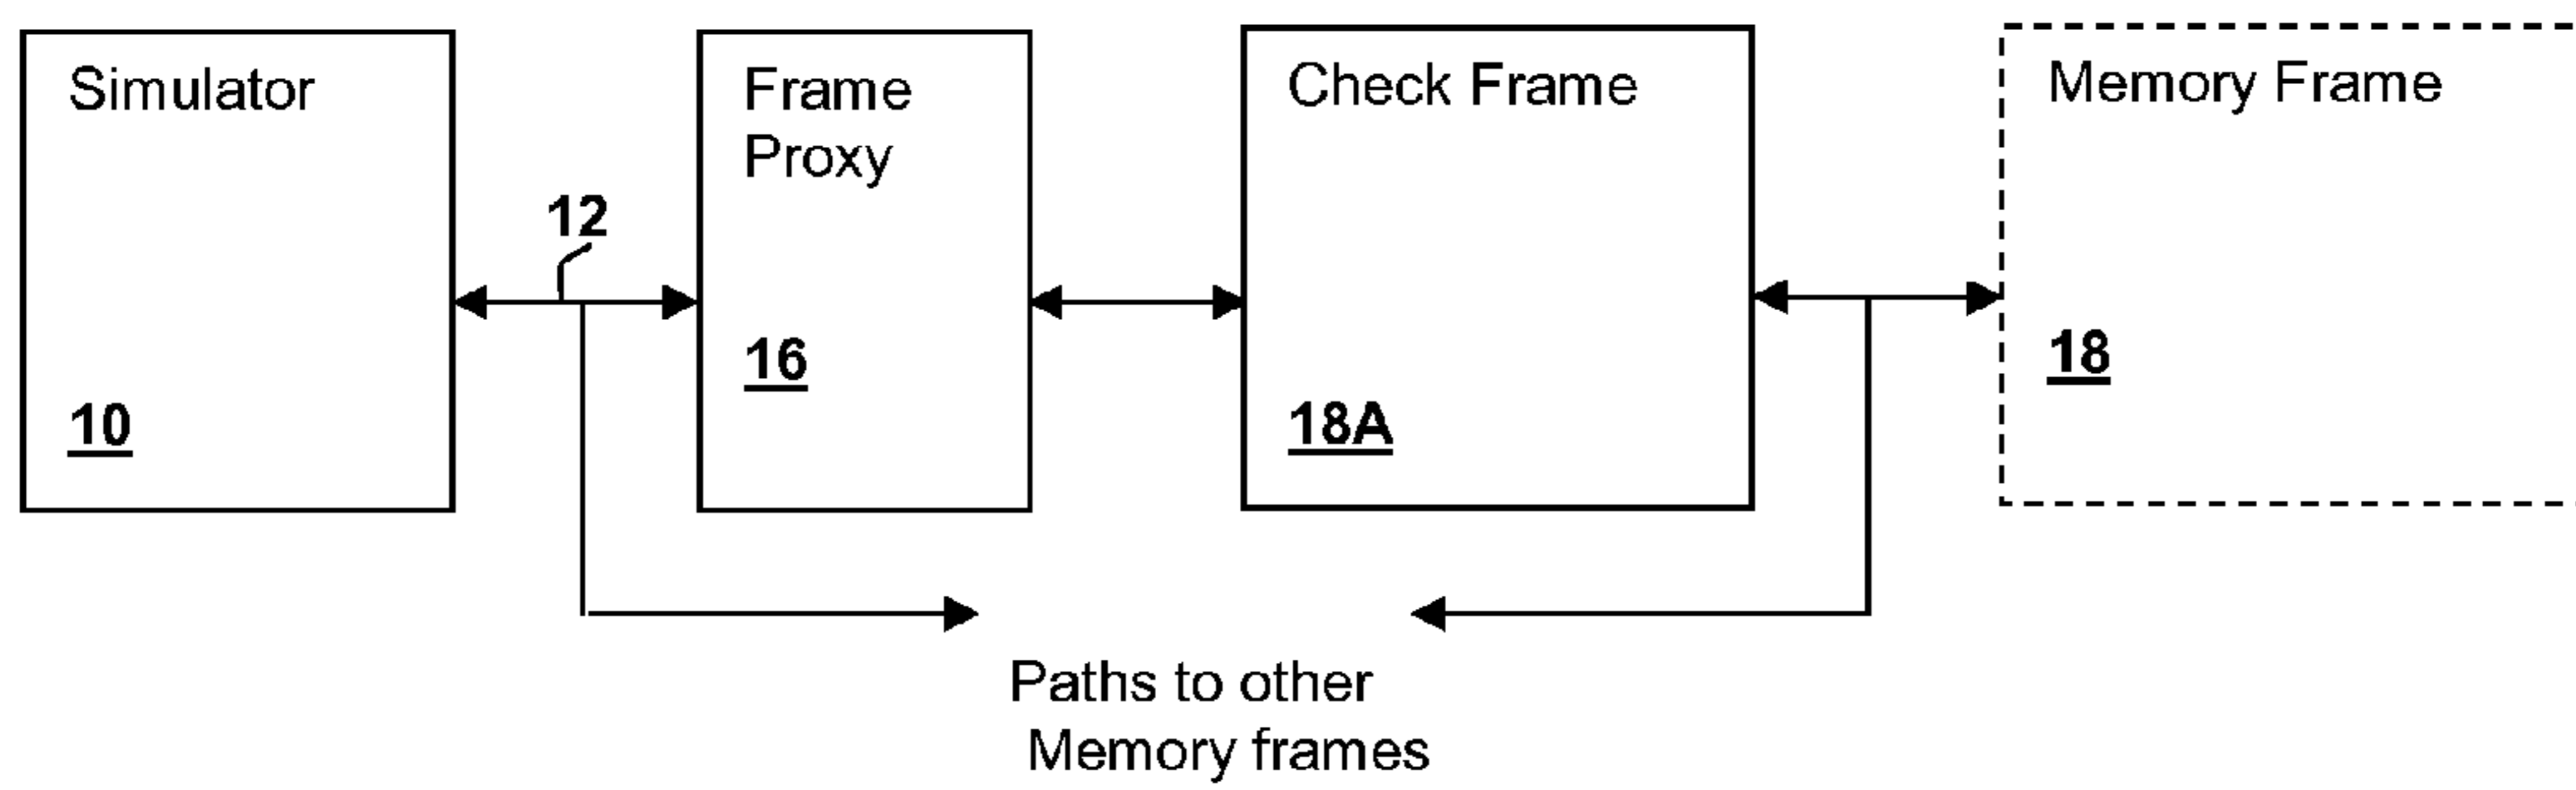 Simulator
10
12
Frame
Proxy
16
Check Frame
18A
Memory Frame
18
Paths to other
Memory frames